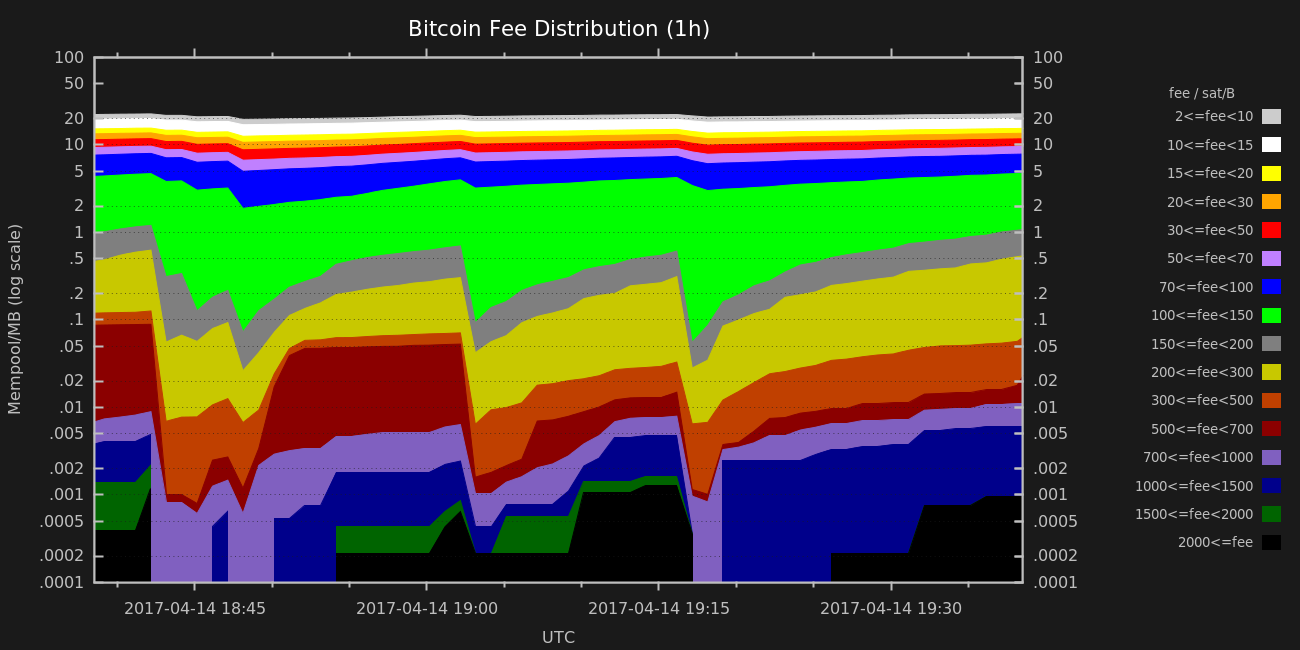 Bitcoin Fee Distribution (1h)
100 100
50 50
20 20
10 10
5 5
2 2
1 1
.5 .5
.2 .2
.1 .1
.05 .05
.02 .02
.01 .01
.005 .005
.002 .002
.001 .001
.0005 .0005
.0002 .0002
.0001 .0001
Mempool/MB (log scale)
2017-04-14 18:45 2017-04-14 19:00 2017-04-14 19:15 2017-04-14 19:30
UTC
fee / sat/B
2<=fee<10
10<=fee<15
15<=fee<20
20<=fee<30
30<=fee<50
50<=fee<70
70<=fee<100
100<=fee<150
150<=fee<200
200<=fee<300
300<=fee<500
500<=fee<700
700<=fee<1000
1000<=fee<1500
1500<=fee<2000
2000<=fee